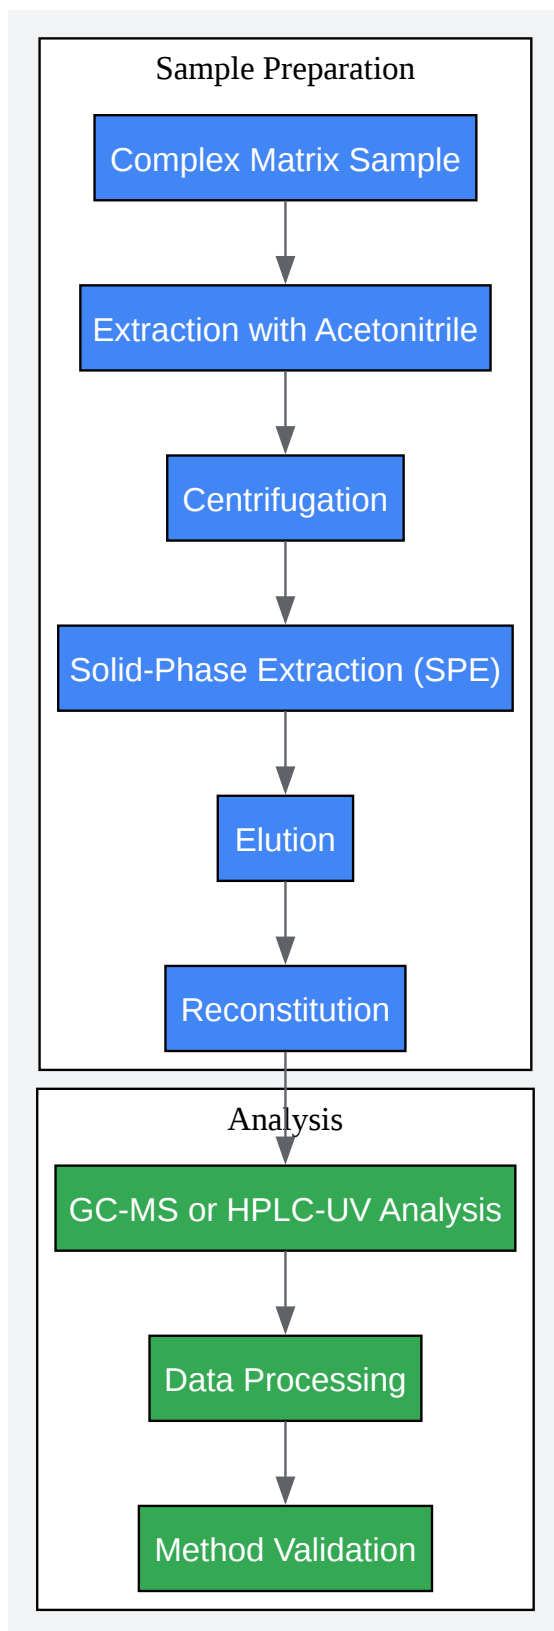 Sample Preparation
Complex Matrix Sample
Extraction with Acetonitrile
Centrifugation
Solid-Phase Extraction (SPE)
Elution
Reconstitution
Analysis
GC-MS or HPLC-UV Analysis
Data Processing
Method Validation